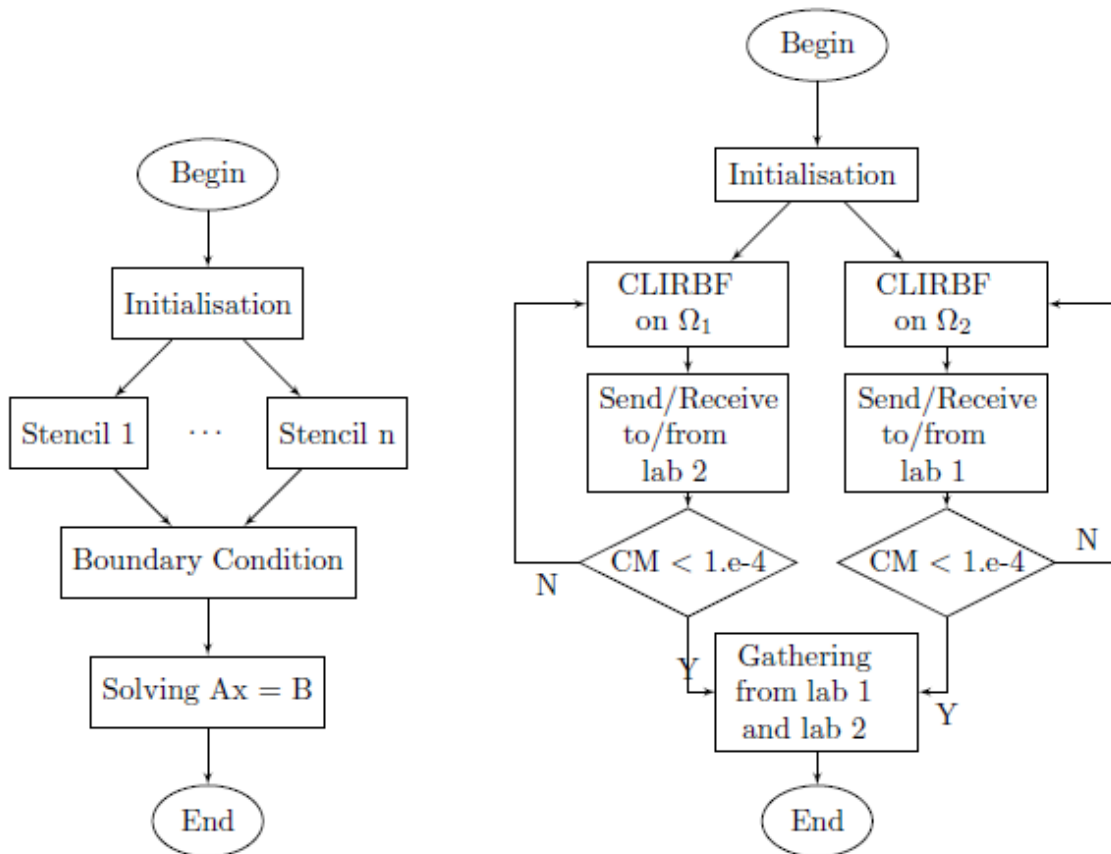 Begin
Initialisation
Stencil 1
···
Stencil n
Boundary Condition
Solving Ax = B
End
Begin
Initialisation
CLIRBF
on Ω₁
CLIRBF
on Ω₂
Send/Receive
to/from
lab 2
Send/Receive
to/from
lab 1
CM < 1.e-4
N
Y
CM < 1.e-4
N
Y
Gathering
from lab 1
and lab 2
End